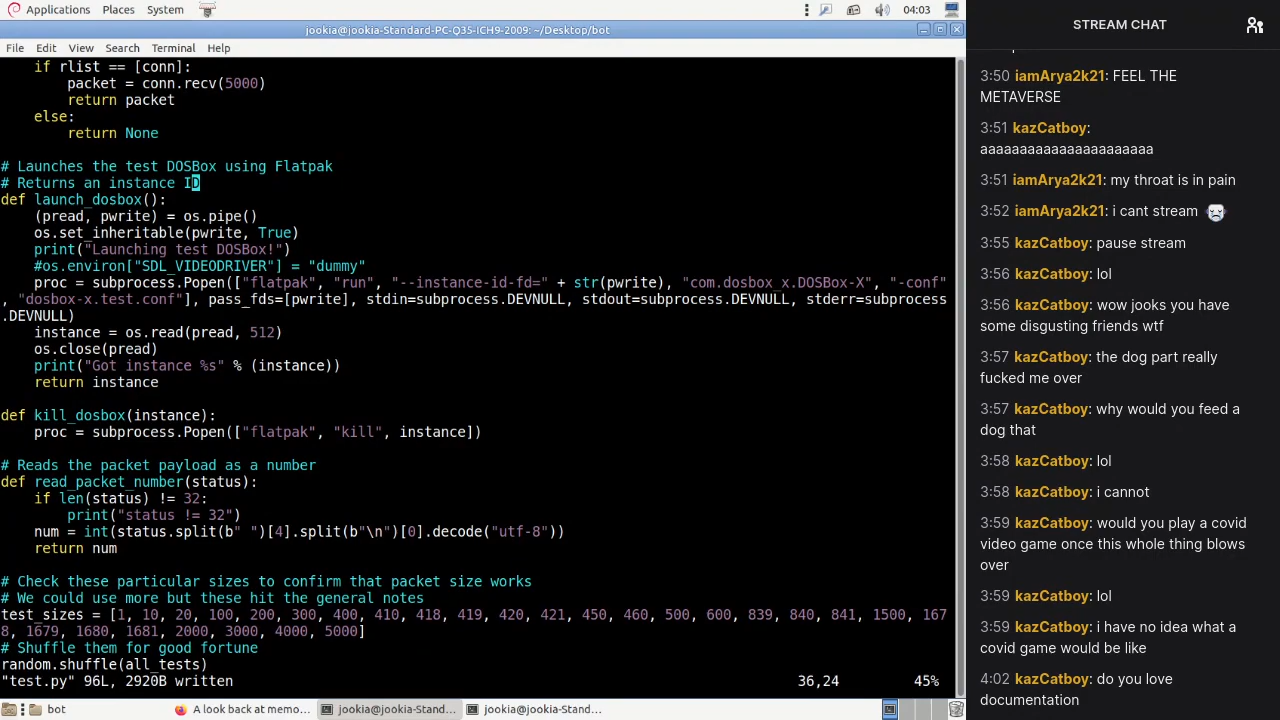 Applications Places System 04:03
jookia@jookia-Standard-PC-Q35-ICH9-2009: ~/Desktop/bot
File Edit View Search Terminal Help
if rlist == [conn]:
packet = conn.recv(5000)
return packet
else:
return None
# Launches the test DOSBox using Flatpak
# Returns an instance ID
def launch_dosbox():
(pread, pwrite) = os.pipe()
os.set_inheritable(pwrite, True)
print("Launching test DOSBox!")
#os.environ["SDL_VIDEODRIVER"] = "dummy"
proc = subprocess.Popen(["flatpak", "run", "--instance-id-fd=" + str(pwrite), "com.dosbox_x.DOSBox-X", "-conf"
, "dosbox-x.test.conf"], pass_fds=[pwrite], stdin=subprocess.DEVNULL, stdout=subprocess.DEVNULL, stderr=subprocess
.DEVNULL)
instance = os.read(pread, 512)
os.close(pread)
print("Got instance %s" % (instance))
return instance
def kill_dosbox(instance):
proc = subprocess.Popen(["flatpak", "kill", instance])
# Reads the packet payload as a number
def read_packet_number(status):
if len(status) != 32:
print("status != 32")
num = int(status.split(b" ")[4].split(b"\n")[0].decode("utf-8"))
return num
# Check these particular sizes to confirm that packet size works
# We could use more but these hit the general notes
test_sizes = [1, 10, 20, 100, 200, 300, 400, 410, 418, 419, 420, 421, 450, 460, 500, 600, 839, 840, 841, 1500, 167
8, 1679, 1680, 1681, 2000, 3000, 4000, 5000]
# Shuffle them for good fortune
random.shuffle(all_tests)
"test.py" 96L, 2920B written 36,24 45%
bot A look back at memo... jookia@jookia-Stand... jookia@jookia-Stand...
STREAM CHAT
3:50 iamArya2k21: FEEL THE
METAVERSE
3:51 kazCatboy:
aaaaaaaaaaaaaaaaaaaaaa
3:51 iamArya2k21: my throat is in pain
3:52 iamArya2k21: i cant stream
3:55 kazCatboy: pause stream
3:56 kazCatboy: lol
3:56 kazCatboy: wow jooks you have
some disgusting friends wtf
3:57 kazCatboy: the dog part really
fucked me over
3:57 kazCatboy: why would you feed a
dog that
3:58 kazCatboy: lol
3:58 kazCatboy: i cannot
3:59 kazCatboy: would you play a covid
video game once this whole thing blows
over
3:59 kazCatboy: lol
3:59 kazCatboy: i have no idea what a
covid game would be like
4:02 kazCatboy: do you love
documentation